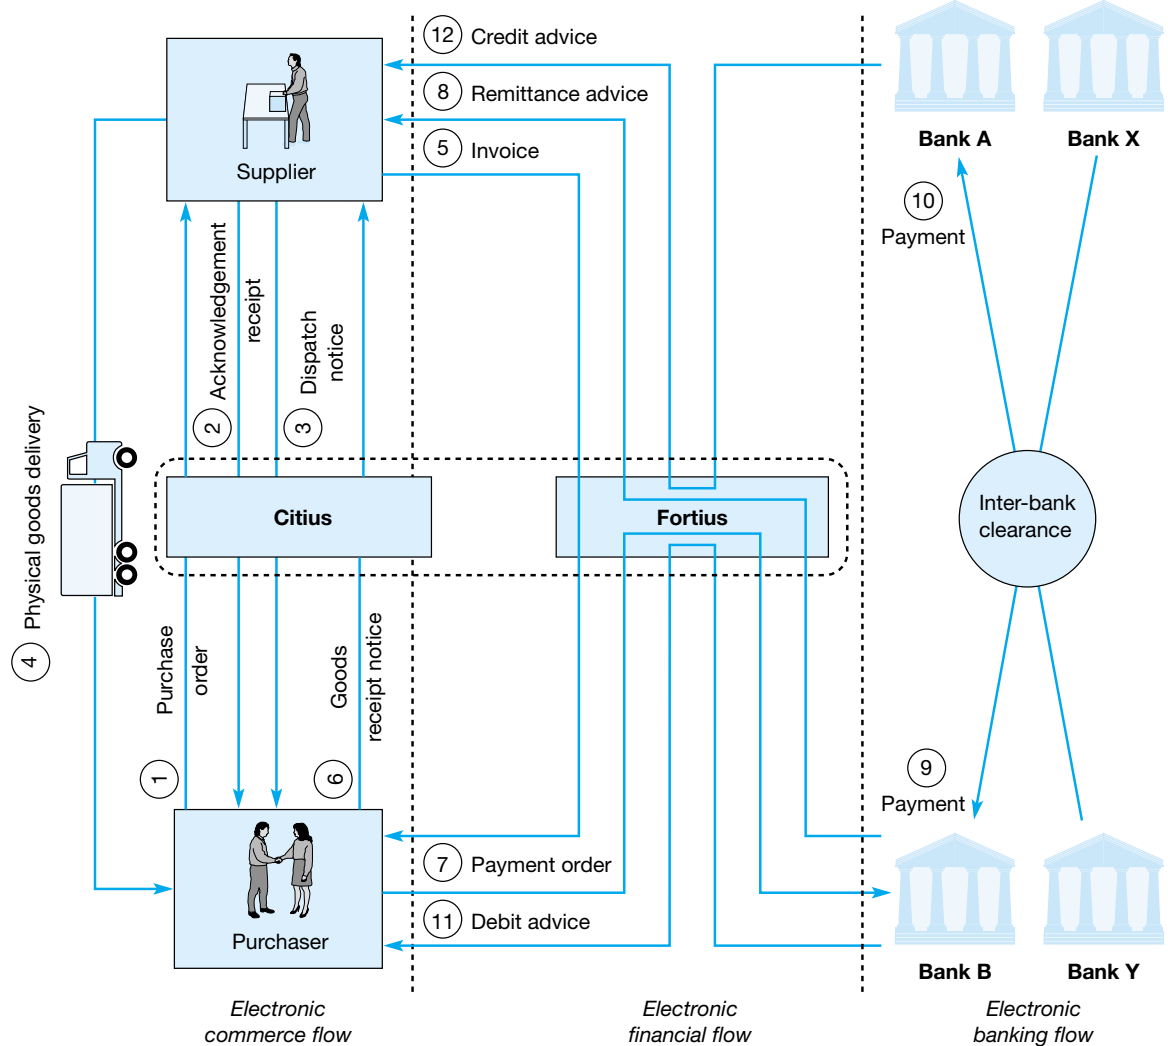 12 Credit advice
8 Remittance advice
5 Invoice
Supplier
Bank A
Bank X
10
Payment
2 Acknowledgement
receipt
3 Dispatch
notice
4 Physical goods delivery
Citius
Fortius
Inter-bank
clearance
1 Purchase
order
6 Goods
receipt notice
9
Payment
7 Payment order
11 Debit advice
Purchaser
Bank B
Bank Y
Electronic
commerce flow
Electronic
financial flow
Electronic
banking flow